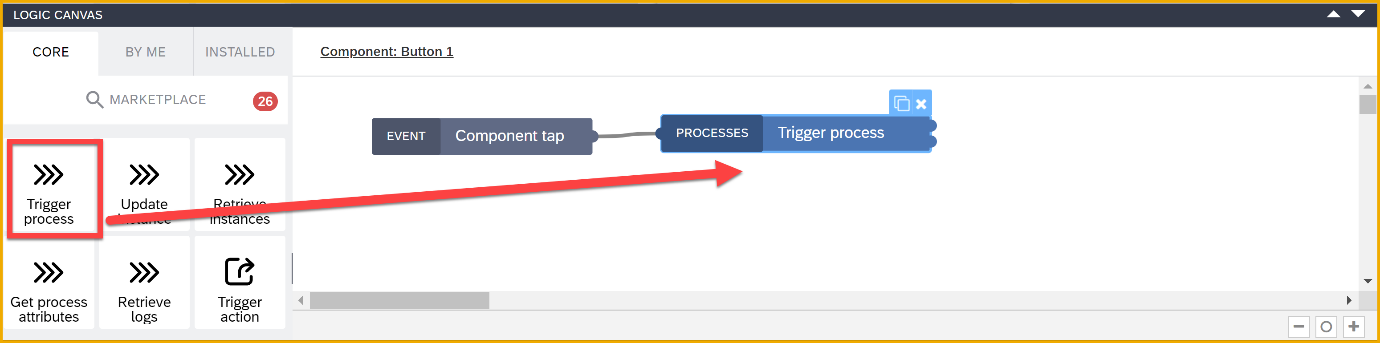 LOGIC CANVAS
CORE
BY ME
INSTALLED
Component: Button 1
MARKETPLACE
26
EVENT
Component tap
PROCESSES
Trigger process
Trigger
process
Update
instance
Retrieve
instances
Get process
attributes
Retrieve
logs
Trigger
action